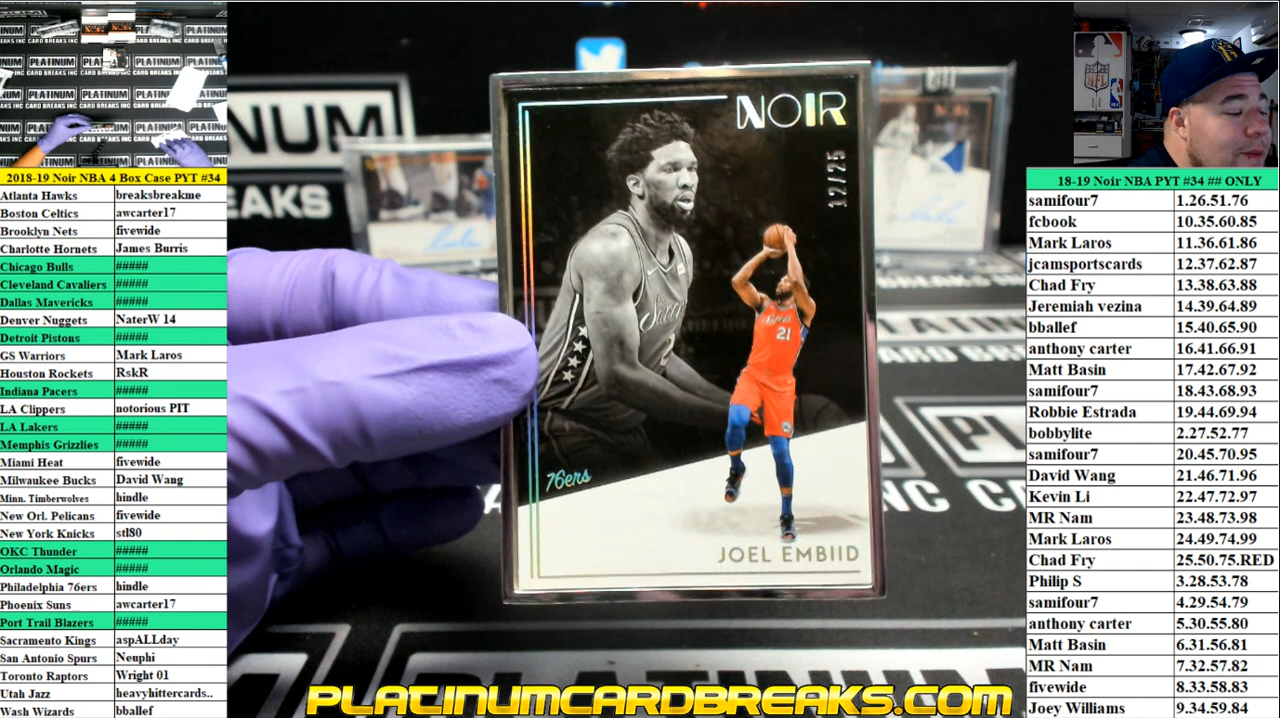 2018-19 Noir NBA 4 Box Case PYT #34
Atlanta Hawks breaksbreakme
Boston Celtics awcarter17
Brooklyn Nets fivewide
Charlotte Hornets James Burris
Chicago Bulls #####
Cleveland Cavaliers #####
Dallas Mavericks #####
Denver Nuggets NaterW 14
Detroit Pistons #####
GS Warriors Mark Laros
Houston Rockets RskR
Indiana Pacers #####
LA Clippers notorious PIT
LA Lakers #####
Memphis Grizzlies #####
Miami Heat fivewide
Milwaukee Bucks David Wang
Minn. Timberwolves hindle
New Orl. Pelicans fivewide
New York Knicks stl80
OKC Thunder #####
Orlando Magic #####
Philadelphia 76ers hindle
Phoenix Suns awcarter17
Port Trail Blazers #####
Sacramento Kings aspALLday
San Antonio Spurs Neuphi
Toronto Raptors Wright 01
Utah Jazz heavyhittercards..
Wash Wizards bballef
NOIR
12/25
21
76ers
JOEL EMBIID
PLATINUMCARDBREAKS.COM
18-19 Noir NBA PYT #34 ## ONLY
samifour7 1.26.51.76
fcbook 10.35.60.85
Mark Laros 11.36.61.86
jcamsportscards 12.37.62.87
Chad Fry 13.38.63.88
Jeremiah vezina 14.39.64.89
bballef 15.40.65.90
anthony carter 16.41.66.91
Matt Basin 17.42.67.92
samifour7 18.43.68.93
Robbie Estrada 19.44.69.94
bobbylite 2.27.52.77
samifour7 20.45.70.95
David Wang 21.46.71.96
Kevin Li 22.47.72.97
MR Nam 23.48.73.98
Mark Laros 24.49.74.99
Chad Fry 25.50.75.RED
Philip S 3.28.53.78
samifour7 4.29.54.79
anthony carter 5.30.55.80
Matt Basin 6.31.56.81
MR Nam 7.32.57.82
fivewide 8.33.58.83
Joey Williams 9.34.59.84